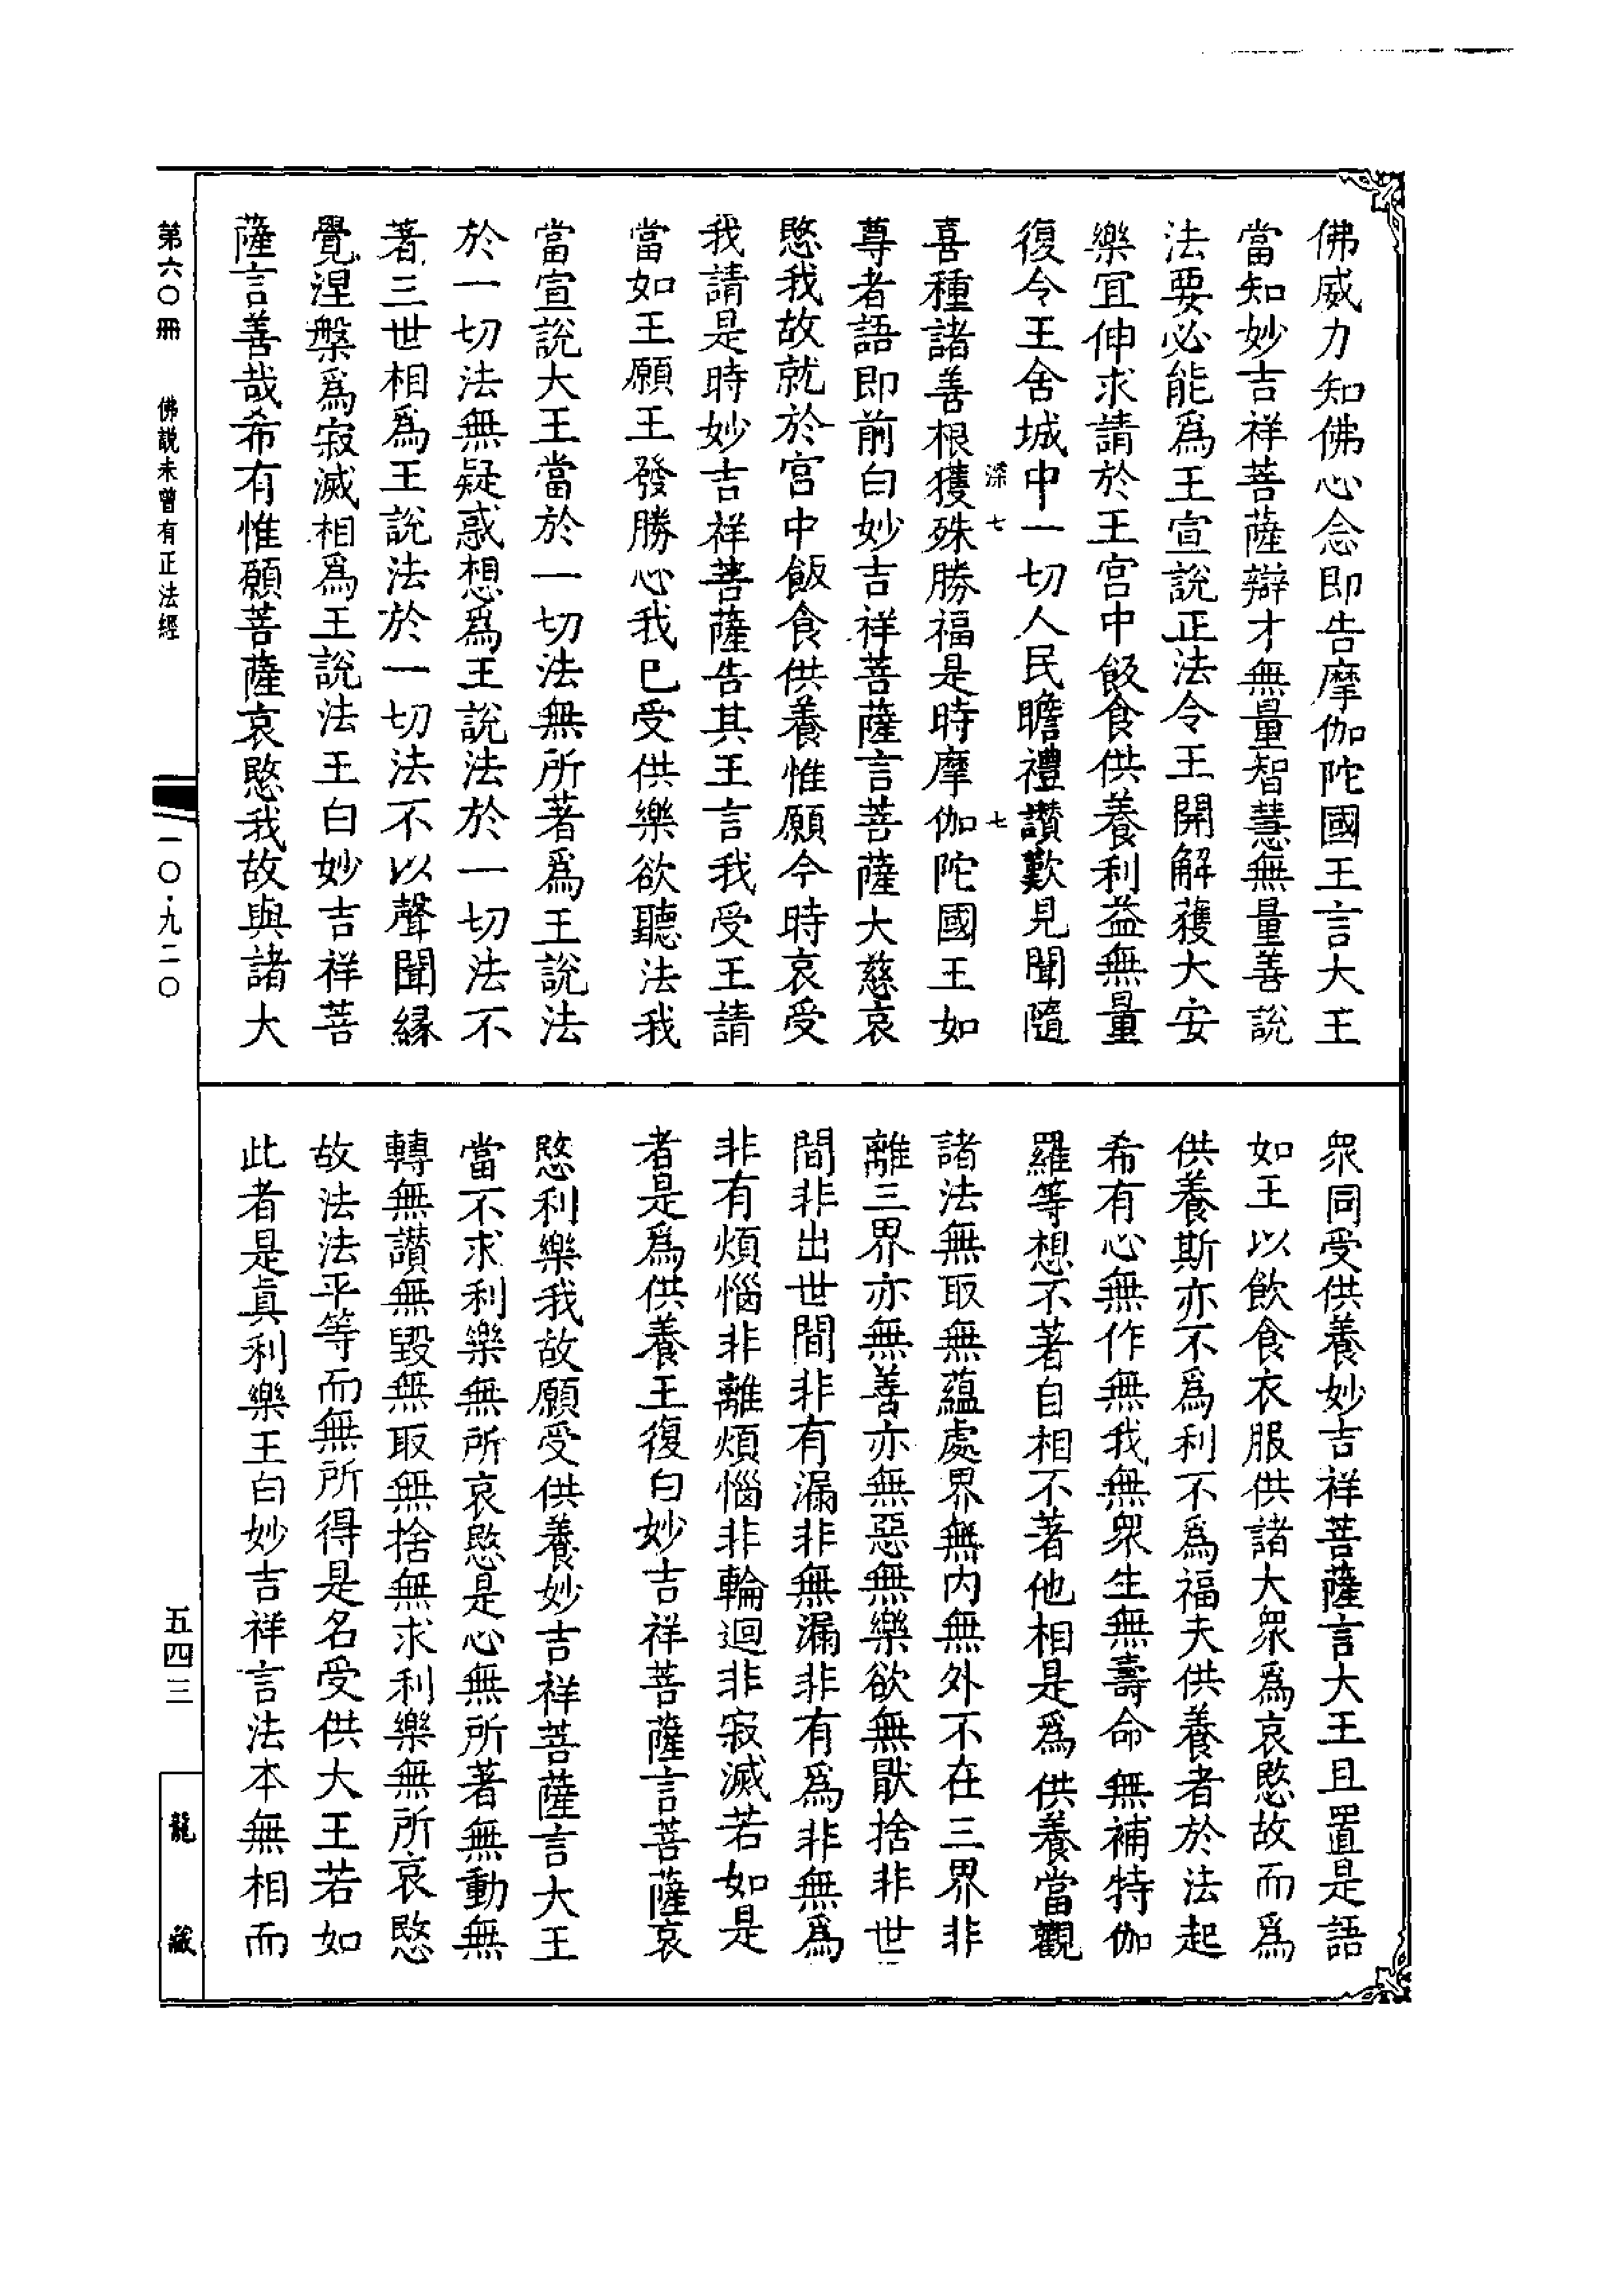 佛威力知佛心念即告摩伽陀國王言大王
當知妙吉祥菩薩辯才無量智慧無量善說
法要必能爲王宣說正法令王開解獲大安
樂宜伸求請於王宮中飯食供養利益無量
復令王舍城中一切人民瞻禮讃歎見聞隨
深七 七
喜種諸善根獲殊勝福是時摩伽陀國王如
尊者語即前白妙吉祥菩薩言菩薩大慈哀
愍我故就於宮中飯食供養惟願今時哀受
我請是時妙吉祥菩薩告其王言我受王請
當如王願王發勝心我已受供樂欲聽法我
當宣說大王當於一切法無所著爲王說法
於一切法無疑惑想爲王說法於一切法不
著三世相爲王說法於一切法不以聲聞緣
覺涅槃爲寂滅相爲王說法王白妙吉祥菩
薩言善哉希有惟願菩薩哀愍我故與諸大
衆同受供養妙吉祥菩薩言大王且置是語
如王以飲食衣服供諸大衆爲哀愍故而爲
供養斯亦不爲利不爲福夫供養者於法起
希有心無作無我無衆生無壽命無補特伽
羅等想不著自相不著他相是爲供養當觀
諸法無取無蘊處界無内無外不在三界非
離三界亦無善亦無惡無樂欲無厭捨非世
間非出世間非有漏非無漏非有爲非無爲
非有煩惱非離煩惱非輪迴非寂滅若如是
者是爲供養王復白妙吉祥菩薩言菩薩哀
愍利樂我故願受供養妙吉祥菩薩言大王
當不求利樂無所哀愍是心無所著無動無
轉無讃無毀無取無捨無求利樂無所哀愍
故法法平等而無所得是名受供大王若如
此者是真利樂王白妙吉祥言法本無相而
第六〇冊 佛說未曾有正法經 一〇·九二〇 五四三 龍藏